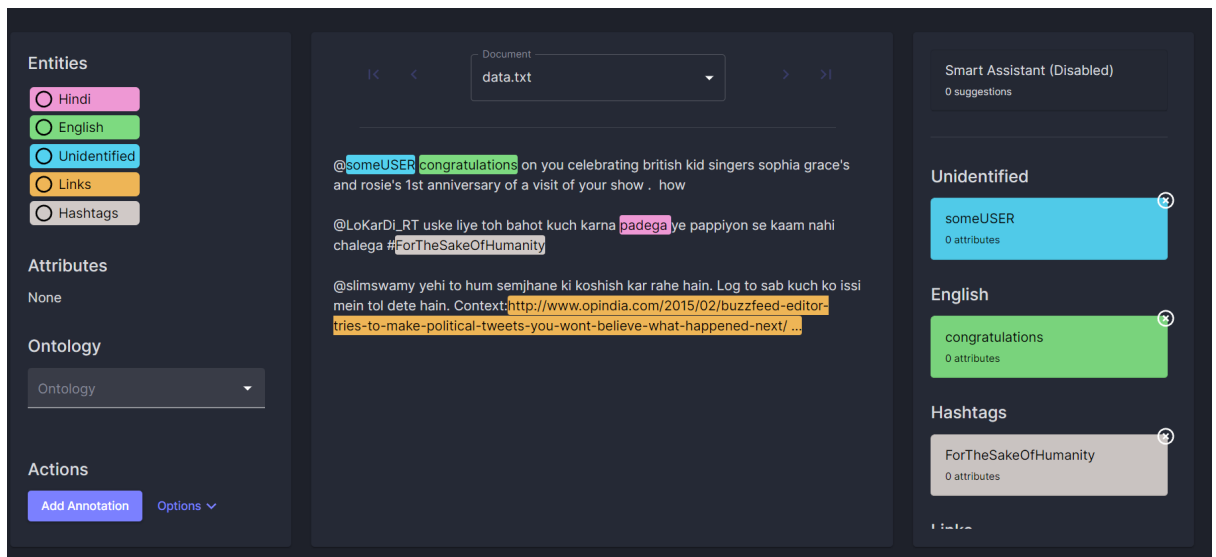 Entities
Hindi
English
Unidentified
Links
Hashtags
Attributes
None
Ontology
Ontology
Actions
Add Annotation Options
Document
data.txt
@someUSER congratulations on you celebrating british kid singers sophia grace's
and rosie's 1st anniversary of a visit of your show .  how
@LoKarDi_RT uske liye toh bahot kuch karna padega ye pappiyon se kaam nahi
chalega #ForTheSakeOfHumanity
@slimswamy yehi to hum semjhane ki koshish kar rahe hain. Log to sab kuch ko issi
mein tol dete hain. Context:http://www.opindia.com/2015/02/buzzfeed-editor-
tries-to-make-political-tweets-you-wont-believe-what-happened-next/ ...
Smart Assistant (Disabled)
0 suggestions
Unidentified
someUSER
0 attributes
English
congratulations
0 attributes
Hashtags
ForTheSakeOfHumanity
0 attributes
Links